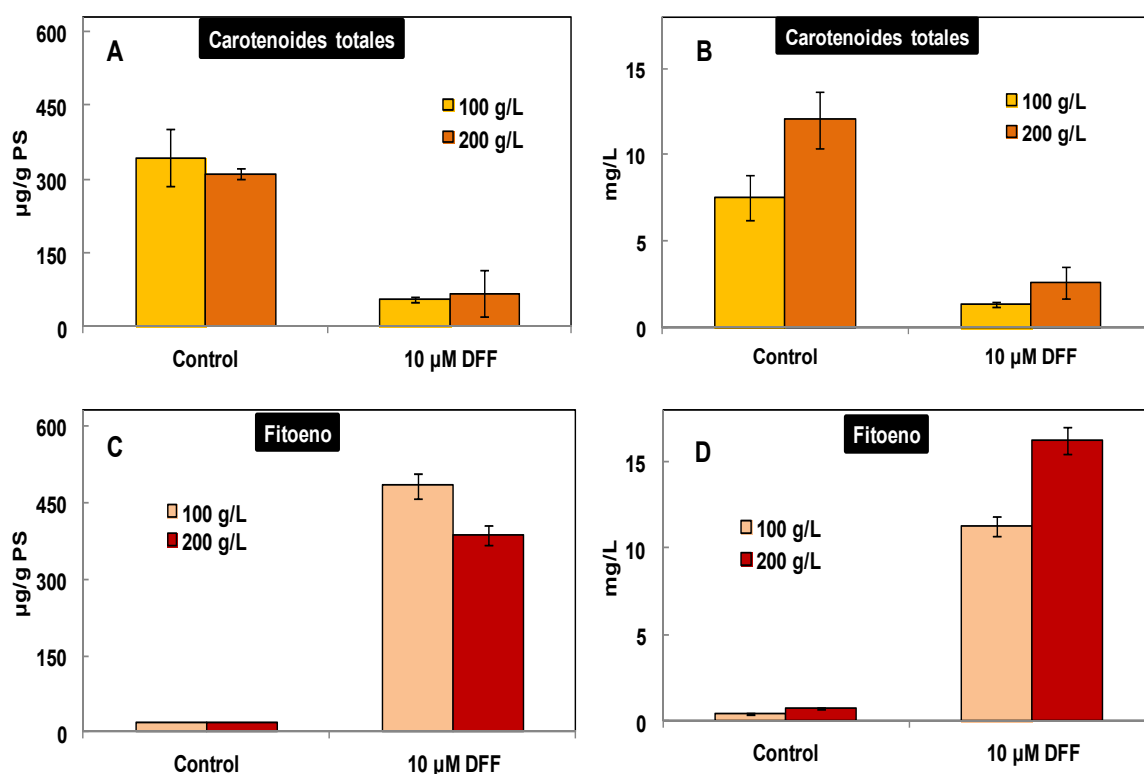 A
Carotenoides totales
600
450
300
150
0
µg/g PS
100 g/L
200 g/L
Control
10 µM DFF
B
Carotenoides totales
15
10
5
0
mg/L
100 g/L
200 g/L
Control
10 µM DFF
C
Fitoeno
600
450
300
150
0
µg/g PS
100 g/L
200 g/L
Control
10 µM DFF
D
Fitoeno
15
10
5
0
mg/L
100 g/L
200 g/L
Control
10 µM DFF